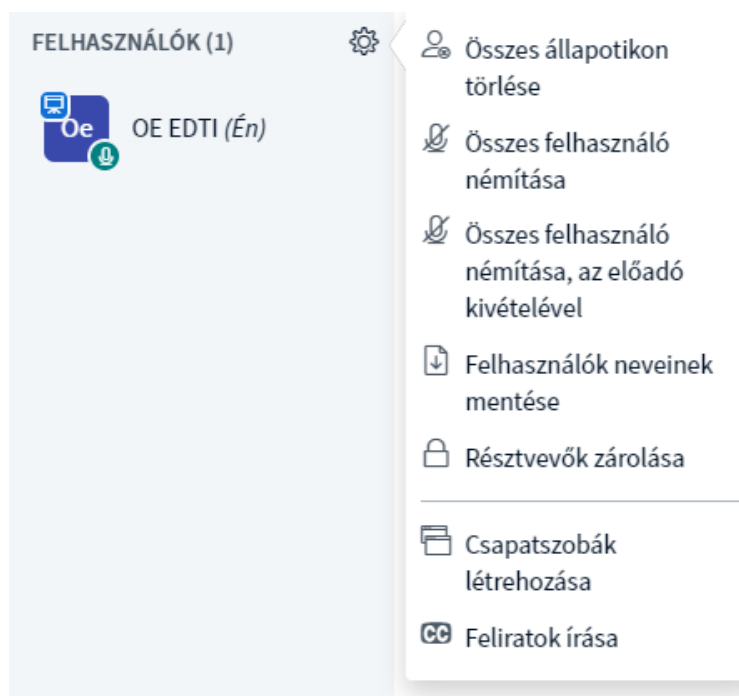 FELHASZNÁLÓK (1)
Oe OE EDTI (Én)
Összes állapotikon
törlése
Összes felhasználó
némítása
Összes felhasználó
némítása, az előadó
kivételével
Felhasználók neveinek
mentése
Résztvevők zárolása
Csapatszobák
létrehozása
CC Feliratok írása